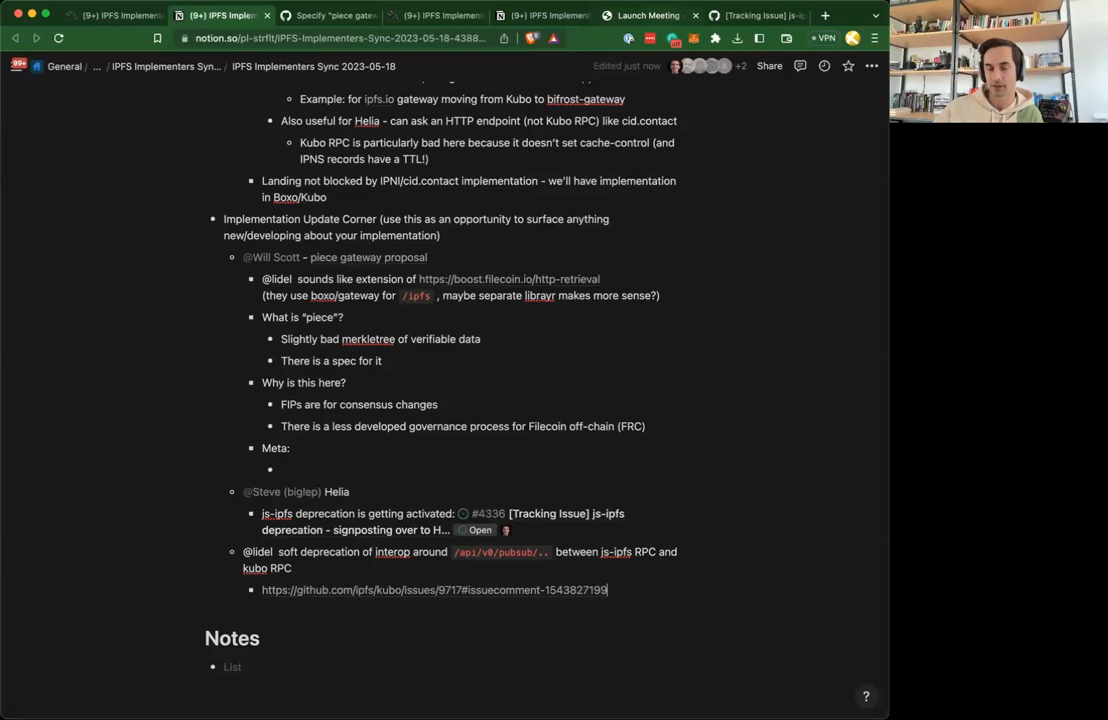 (9+) IPFS Implementers
(9+) IPFS Implem
Specify "piece gatew
(9+) IPFS Implement
(9+) IPFS Implement
Launch Meeting
[Tracking Issue] js-ip
notion.so/pl-strflt/IPFS-Implementers-Sync-2023-05-18-4388...
VPN
99+
General / ... / IPFS Implementers Syn... / IPFS Implementers Sync 2023-05-18
Edited just now
+2
Share
Example: for ipfs.io gateway moving from Kubo to bifrost-gateway
Also useful for Helia - can ask an HTTP endpoint (not Kubo RPC) like cid.contact
Kubo RPC is particularly bad here because it doesn't set cache-control (and
IPNS records have a TTL!)
Landing not blocked by IPNI/cid.contact implementation - we'll have implementation
in Boxo/Kubo
Implementation Update Corner (use this as an opportunity to surface anything
new/developing about your implementation)
@Will Scott - piece gateway proposal
@lidel sounds like extension of https://boost.filecoin.io/http-retrieval
(they use boxo/gateway for /ipfs , maybe separate librayr makes more sense?)
What is "piece"?
Slightly bad merkletree of verifiable data
There is a spec for it
Why is this here?
FIPs are for consensus changes
There is a less developed governance process for Filecoin off-chain (FRC)
Meta:
@Steve (biglep) Helia
js-ipfs deprecation is getting activated: #4336 [Tracking Issue] js-ipfs
deprecation - signposting over to H... Open
@lidel soft deprecation of interop around /api/v0/pubsub/.. between js-ipfs RPC and
kubo RPC
https://github.com/ipfs/kubo/issues/9717#issuecomment-1543827199
Notes
List
?